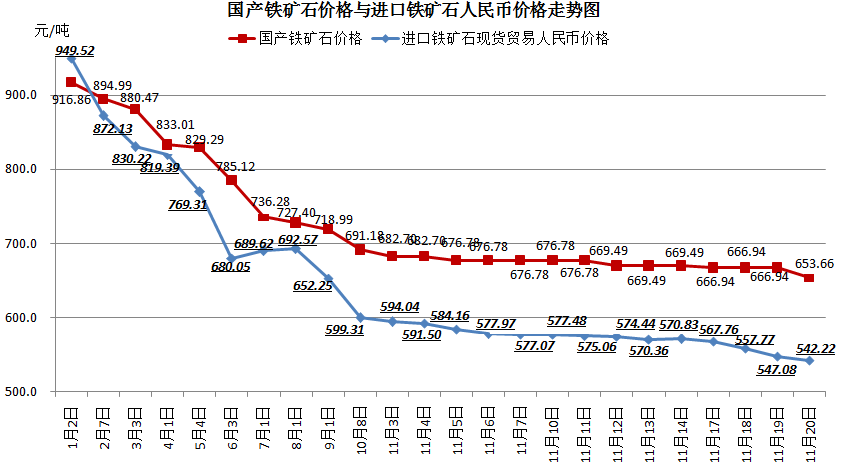 国产铁矿石价格与进口铁矿石人民币价格走势图
元/吨
国产铁矿石价格 进口铁矿石现货贸易人民币价格
949.52
916.86 894.99 880.47 833.01 829.29 785.12 736.28 727.40 718.99 691.18 682.70 682.70 676.78 676.78 676.78 676.78 676.78 669.49 669.49 669.49 666.94 666.94 666.94 653.66
872.13 830.22 819.39 769.31 680.05 689.62 692.57 652.25 599.31 594.04 591.50 584.16 577.97 577.07 577.48 575.06 574.44 570.36 570.83 567.76 557.77 547.08 542.22
900.0
800.0
700.0
600.0
500.0
1月2日 2月7日 3月3日 4月1日 5月4日 6月3日 7月1日 8月1日 9月1日 10月8日 11月3日 11月4日 11月5日 11月6日 11月7日 11月10日 11月11日 11月12日 11月13日 11月14日 11月17日 11月18日 11月19日 11月20日